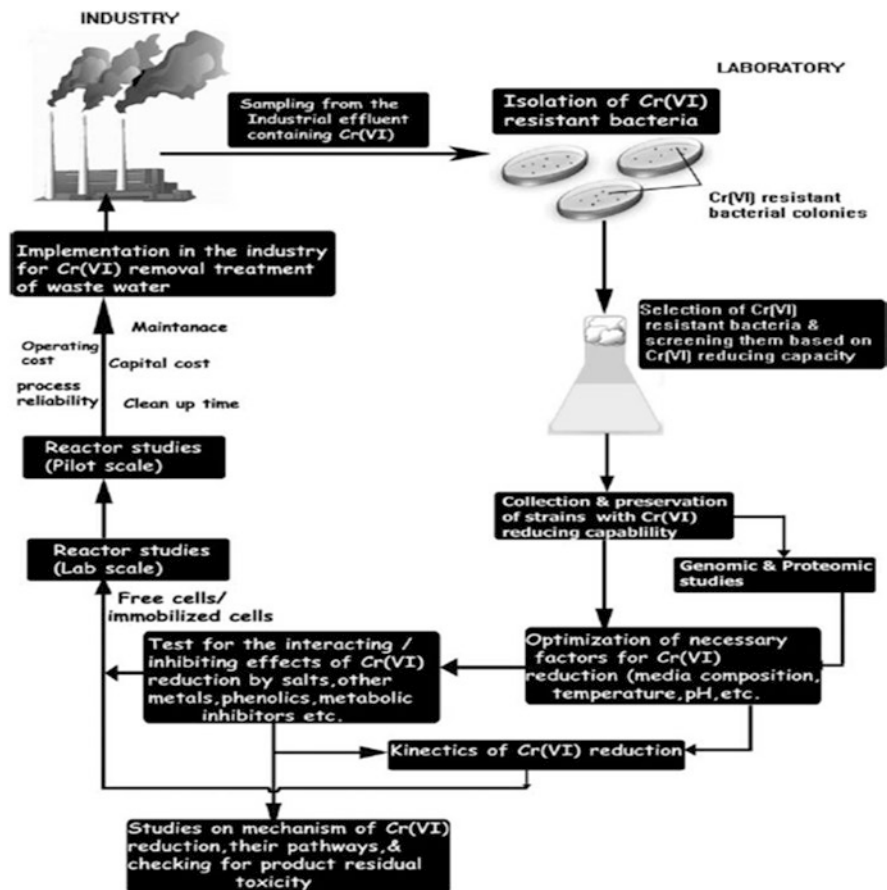 INDUSTRY
LABORATORY
Sampling from the
Industrial effluent
containing Cr(VI)
Isolation of Cr(VI)
resistant bacteria
Cr(VI) resistant
bacterial colonies
Selection of Cr(VI)
resistant bacteria &
screening them based on
Cr(VI) reducing capacity
Collection & preservation
of strains with Cr(VI)
reducing capablility
Genomic & Proteomic
studies
Optimization of necessary
factors for Cr(VI)
reduction (media composition,
temperature,pH,etc.
Test for the interacting /
inhibiting effects of Cr(VI)
reduction by salts,other
metals,phenolics,metabolic
inhibitors etc.
Kinectics of Cr(VI) reduction
Studies on mechanism of Cr(VI)
reduction,their pathways,&
checking for product residual
toxicity
Free cells/
immobilized cells
Reactor studies
(Lab scale)
Reactor studies
(Pilot scale)
Maintanace
Operating
cost
Capital cost
process
reliability
Clean up time
Implementation in the industry
for Cr(VI) removal treatment
of waste water